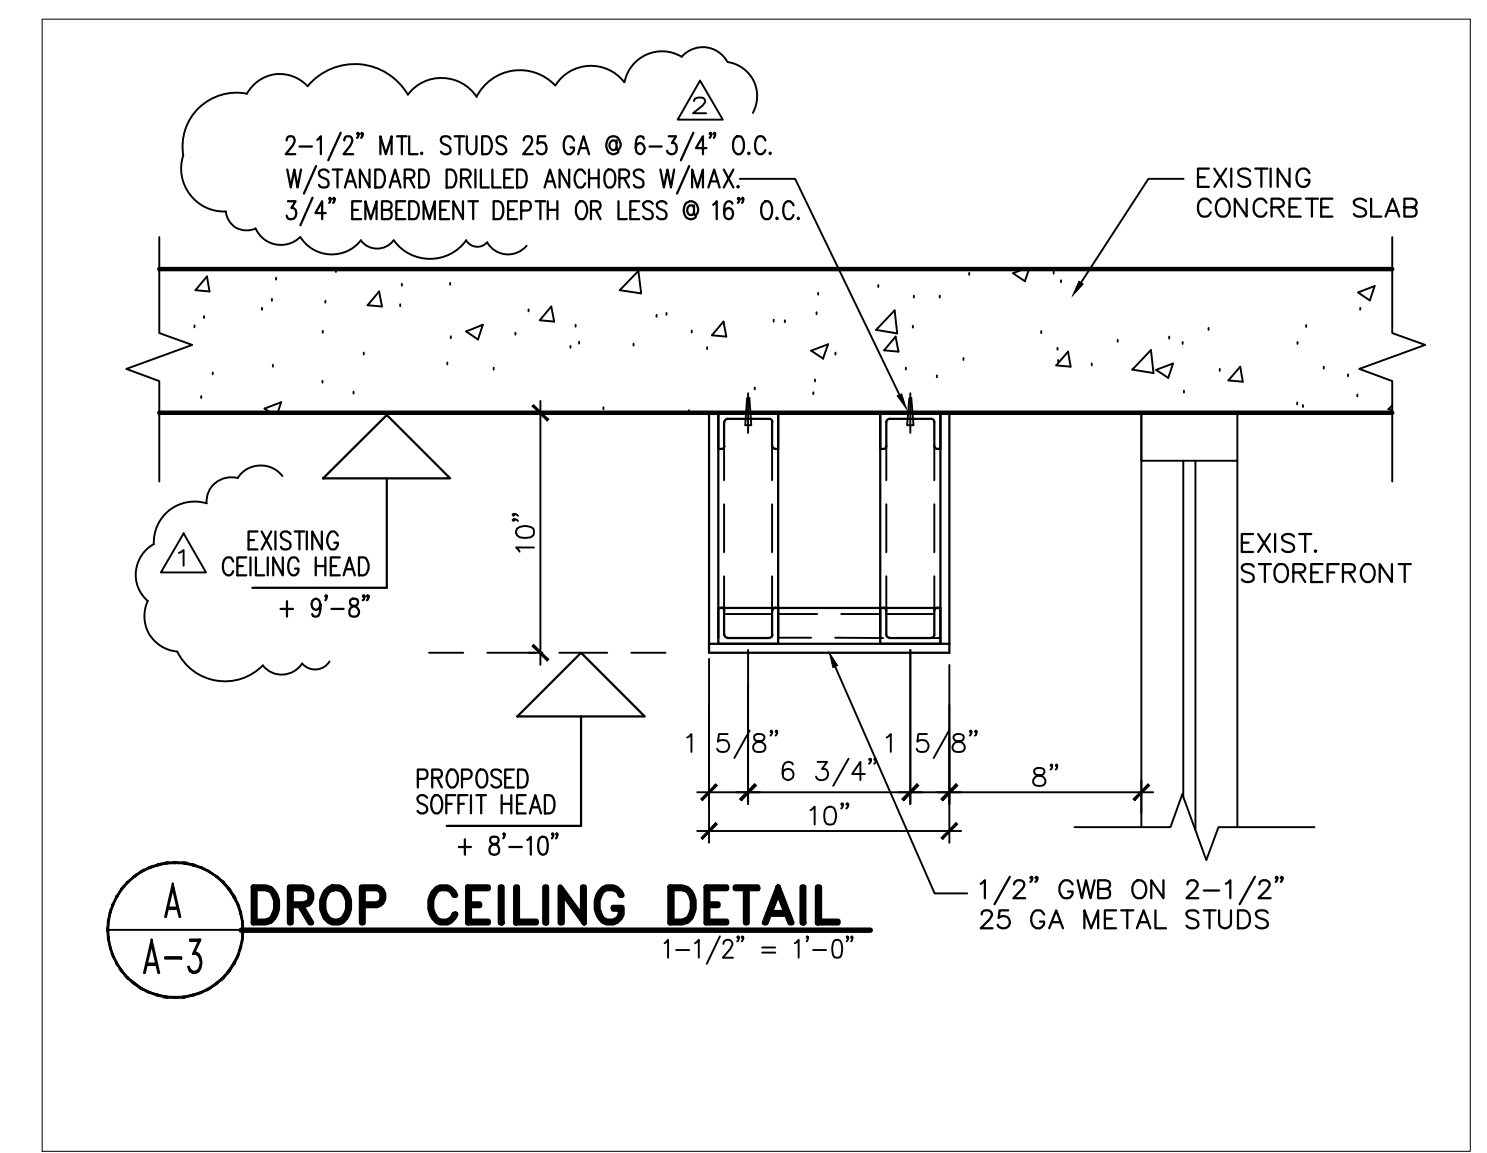 2
2-1/2" MTL. STUDS 25 GA @ 6-3/4" O.C.
W/STANDARD DRILLED ANCHORS W/MAX.
3/4" EMBEDMENT DEPTH OR LESS @ 16" O.C.
EXISTING
CONCRETE SLAB
10"
1
EXISTING
CEILING HEAD
+ 9'-8"
EXIST.
STOREFRONT
PROPOSED
SOFFIT HEAD
+ 8'-10"
1 5/8"
1 5/8"
6 3/4"
8"
10"
1/2" GWB ON 2-1/2"
25 GA METAL STUDS
A
A-3
DROP CEILING DETAIL
1-1/2" = 1'-0"